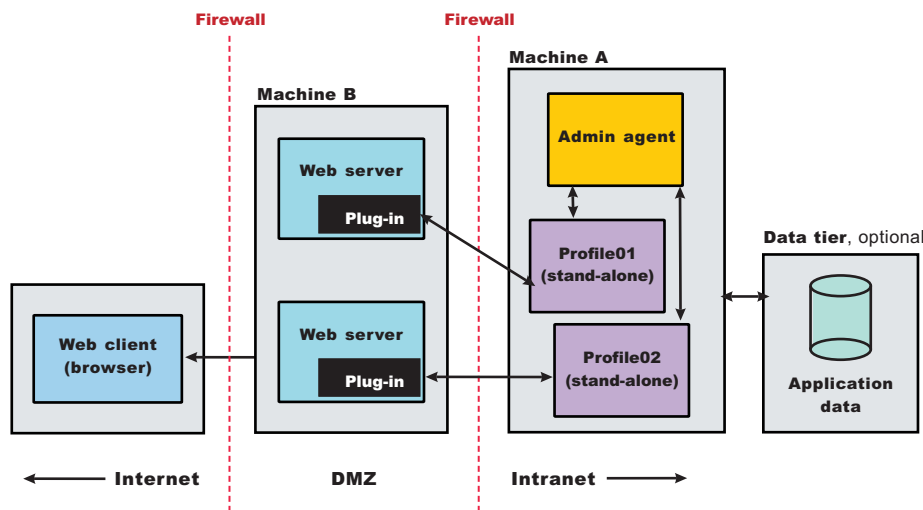 Firewall
Firewall
Machine A
Machine B
Admin agent
Web server
Plug-in
Profile01
(stand-alone)
Data tier, optional
Web client
(browser)
Web server
Plug-in
Profile02
(stand-alone)
Application
data
Internet
DMZ
Intranet